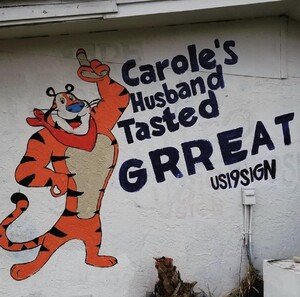 Carole's
Husband
Tasted
GRREAT
US19SIGN